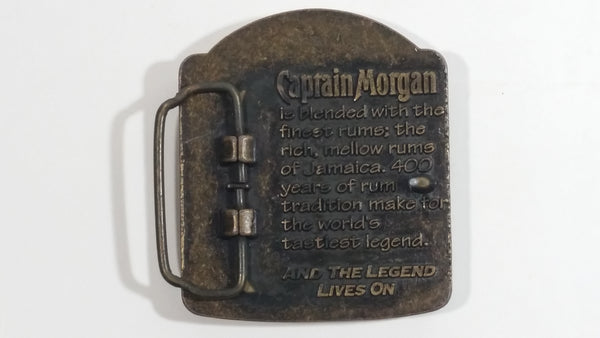 Captain Morgan
is blended with the
finest rums; the
rich, mellow rums
of Jamaica. 400
years of rum
tradition make for
the world's
tastiest legend.
AND THE LEGEND
LIVES ON